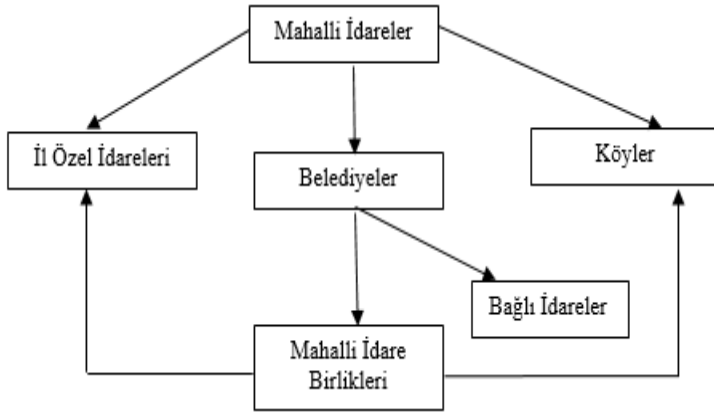 Mahalli İdareler
İl Özel İdareleri
Belediyeler
Köyler
Bağlı İdareler
Mahalli İdare
Birlikleri